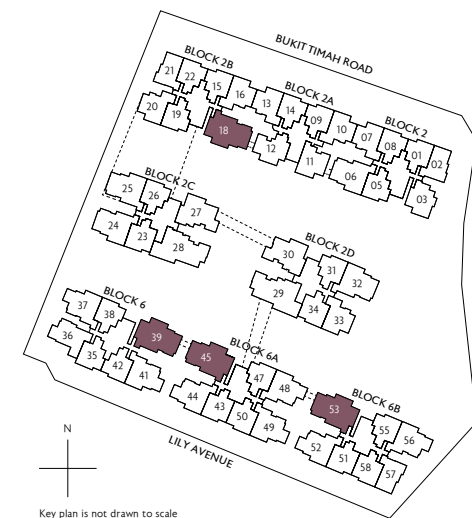 BUKIT TIMAH ROAD
BLOCK 2B
BLOCK 2A
BLOCK 2
21 22 15 16 13 14 09 10 07 08 01 02
20 19 18 12 11 06 05 03
BLOCK 2C
25 26 27
24 23 28
BLOCK 2D
30 31 32
29 34 33
BLOCK 6
37 38 39
36 35 42 41
BLOCK 6A
45 47 48
44 43 50 49
BLOCK 6B
53 55 56
52 51 58 57
LILY AVENUE
N
Key plan is not drawn to scale